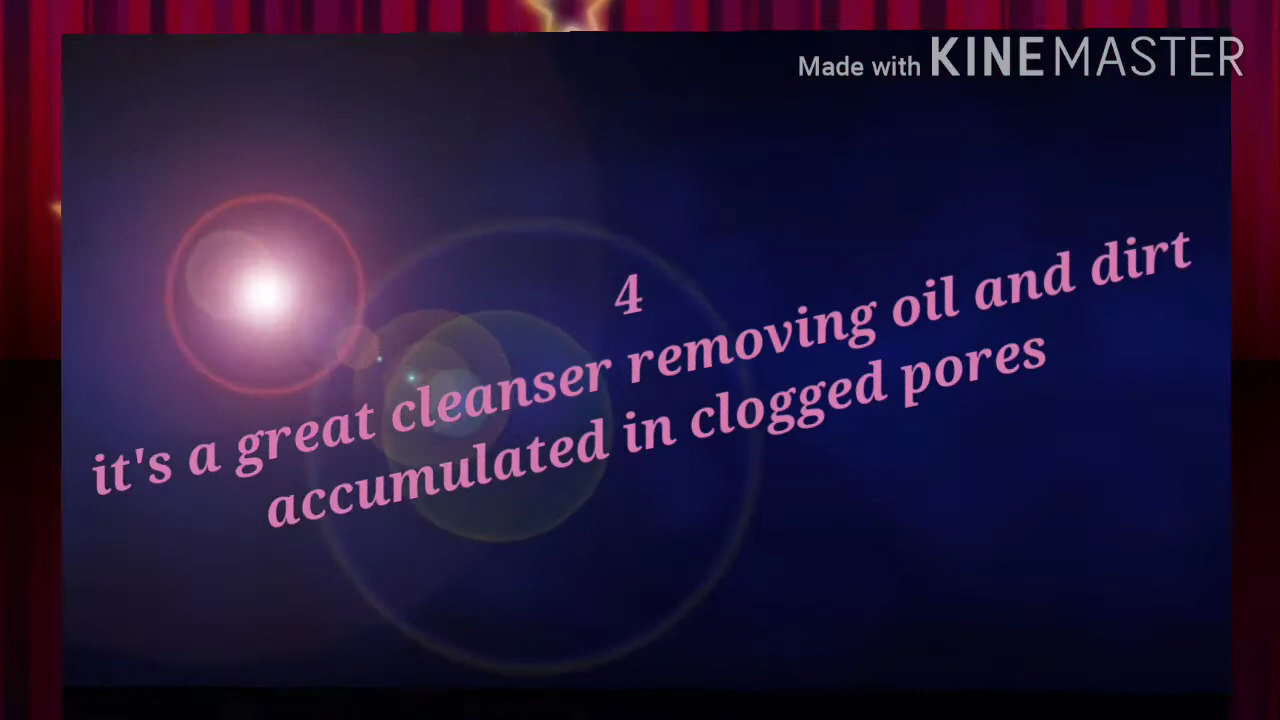 Made with KINEMASTER
4
it's a great cleanser removing oil and dirt
accumulated in clogged pores